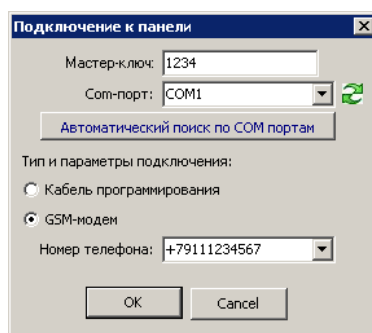 Подключение к панели
Мастер-ключ: 1234
Com-порт: COM1
Автоматический поиск по COM портам
Тип и параметры подключения:
Кабель программирования
GSM-модем
Номер телефона: +79111234567
OK Cancel